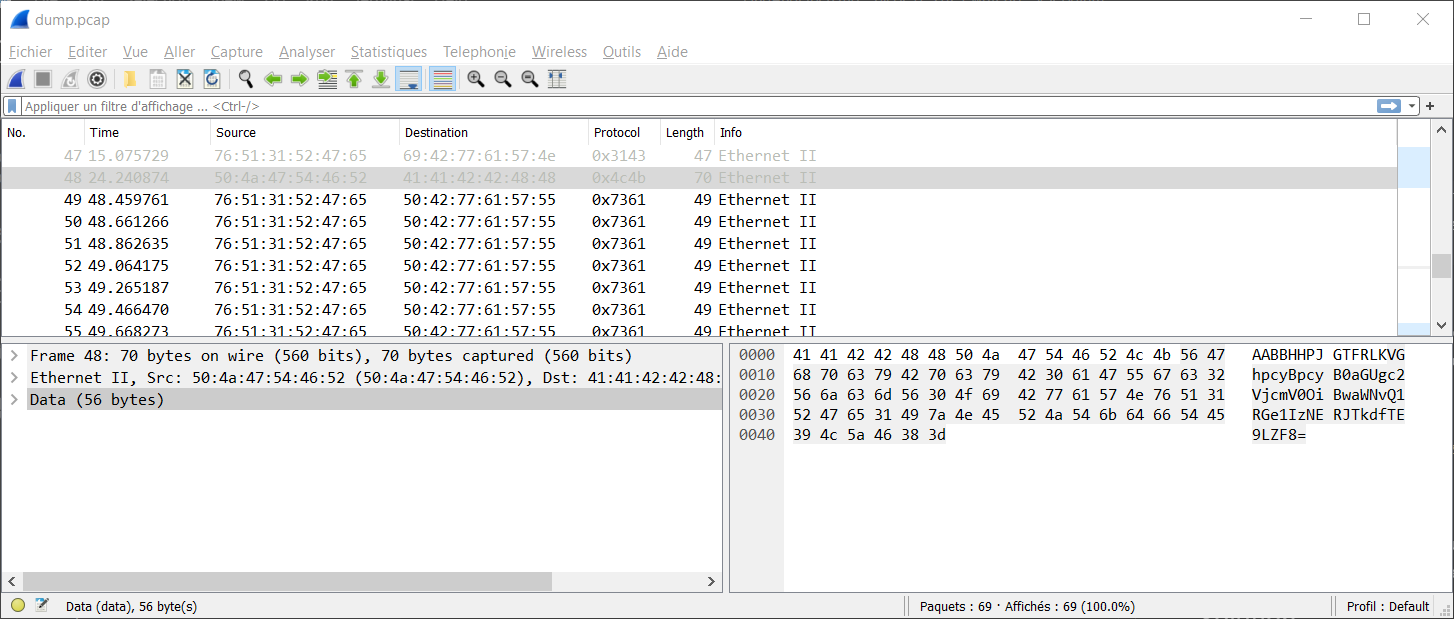 dump.pcap
Fichier Editer Vue Aller Capture Analyser Statistiques Telephonie Wireless Outils Aide
Appliquer un filtre d'affichage ... <Ctrl-/>
No. Time Source Destination Protocol Length Info
47 15.075729 76:51:31:52:47:65 69:42:77:61:57:4e 0x3143 47 Ethernet II
48 24.240874 50:4a:47:54:46:52 41:41:42:42:48:48 0x4c4b 70 Ethernet II
49 48.459761 76:51:31:52:47:65 50:42:77:61:57:55 0x7361 49 Ethernet II
50 48.661266 76:51:31:52:47:65 50:42:77:61:57:55 0x7361 49 Ethernet II
51 48.862635 76:51:31:52:47:65 50:42:77:61:57:55 0x7361 49 Ethernet II
52 49.064175 76:51:31:52:47:65 50:42:77:61:57:55 0x7361 49 Ethernet II
53 49.265187 76:51:31:52:47:65 50:42:77:61:57:55 0x7361 49 Ethernet II
54 49.466470 76:51:31:52:47:65 50:42:77:61:57:55 0x7361 49 Ethernet II
55 49.668273 76:51:31:52:47:65 50:42:77:61:57:55 0x7361 49 Ethernet II
Frame 48: 70 bytes on wire (560 bits), 70 bytes captured (560 bits)
Ethernet II, Src: 50:4a:47:54:46:52 (50:4a:47:54:46:52), Dst: 41:41:42:42:48:
Data (56 bytes)
0000 41 41 42 42 48 48 50 4a 47 54 46 52 4c 4b 56 47 AABBHHPJ GTFRLKVG
0010 68 70 63 79 42 70 63 79 42 30 61 47 55 67 63 32 hpcyBpcy B0aGUgc2
0020 56 6a 63 6d 56 30 4f 69 42 77 61 57 4e 76 51 31 VjcmV0Oi BwaWNvQ1
0030 52 47 65 31 49 7a 4e 45 52 4a 54 6b 64 66 54 45 RGe1IzNE RJTkdfTE
0040 39 4c 5a 46 38 3d 9LZF8=
Data (data), 56 byte(s)
Paquets : 69 · Affichés : 69 (100.0%)
Profil : Default